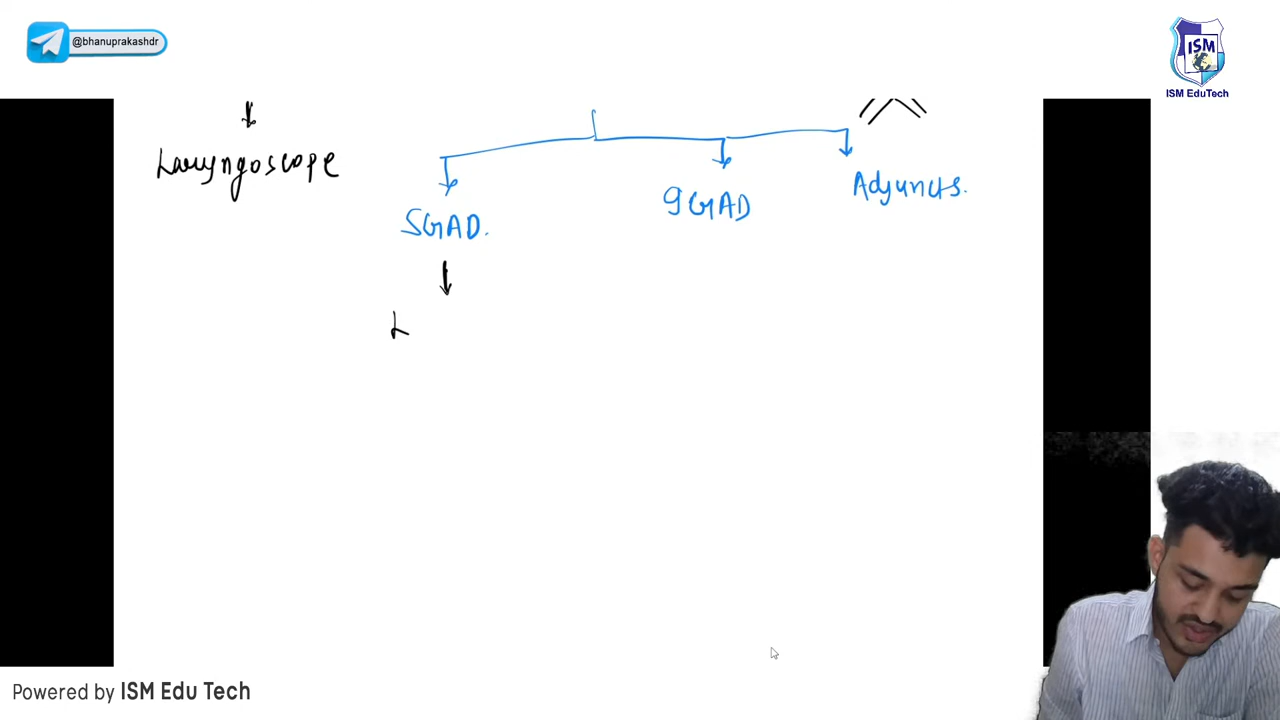 @bhanuprakashdr
ISM
ISM EduTech
Laryngoscope
SGAD.
IGAD
Adjuncts.
L
Powered by ISM Edu Tech